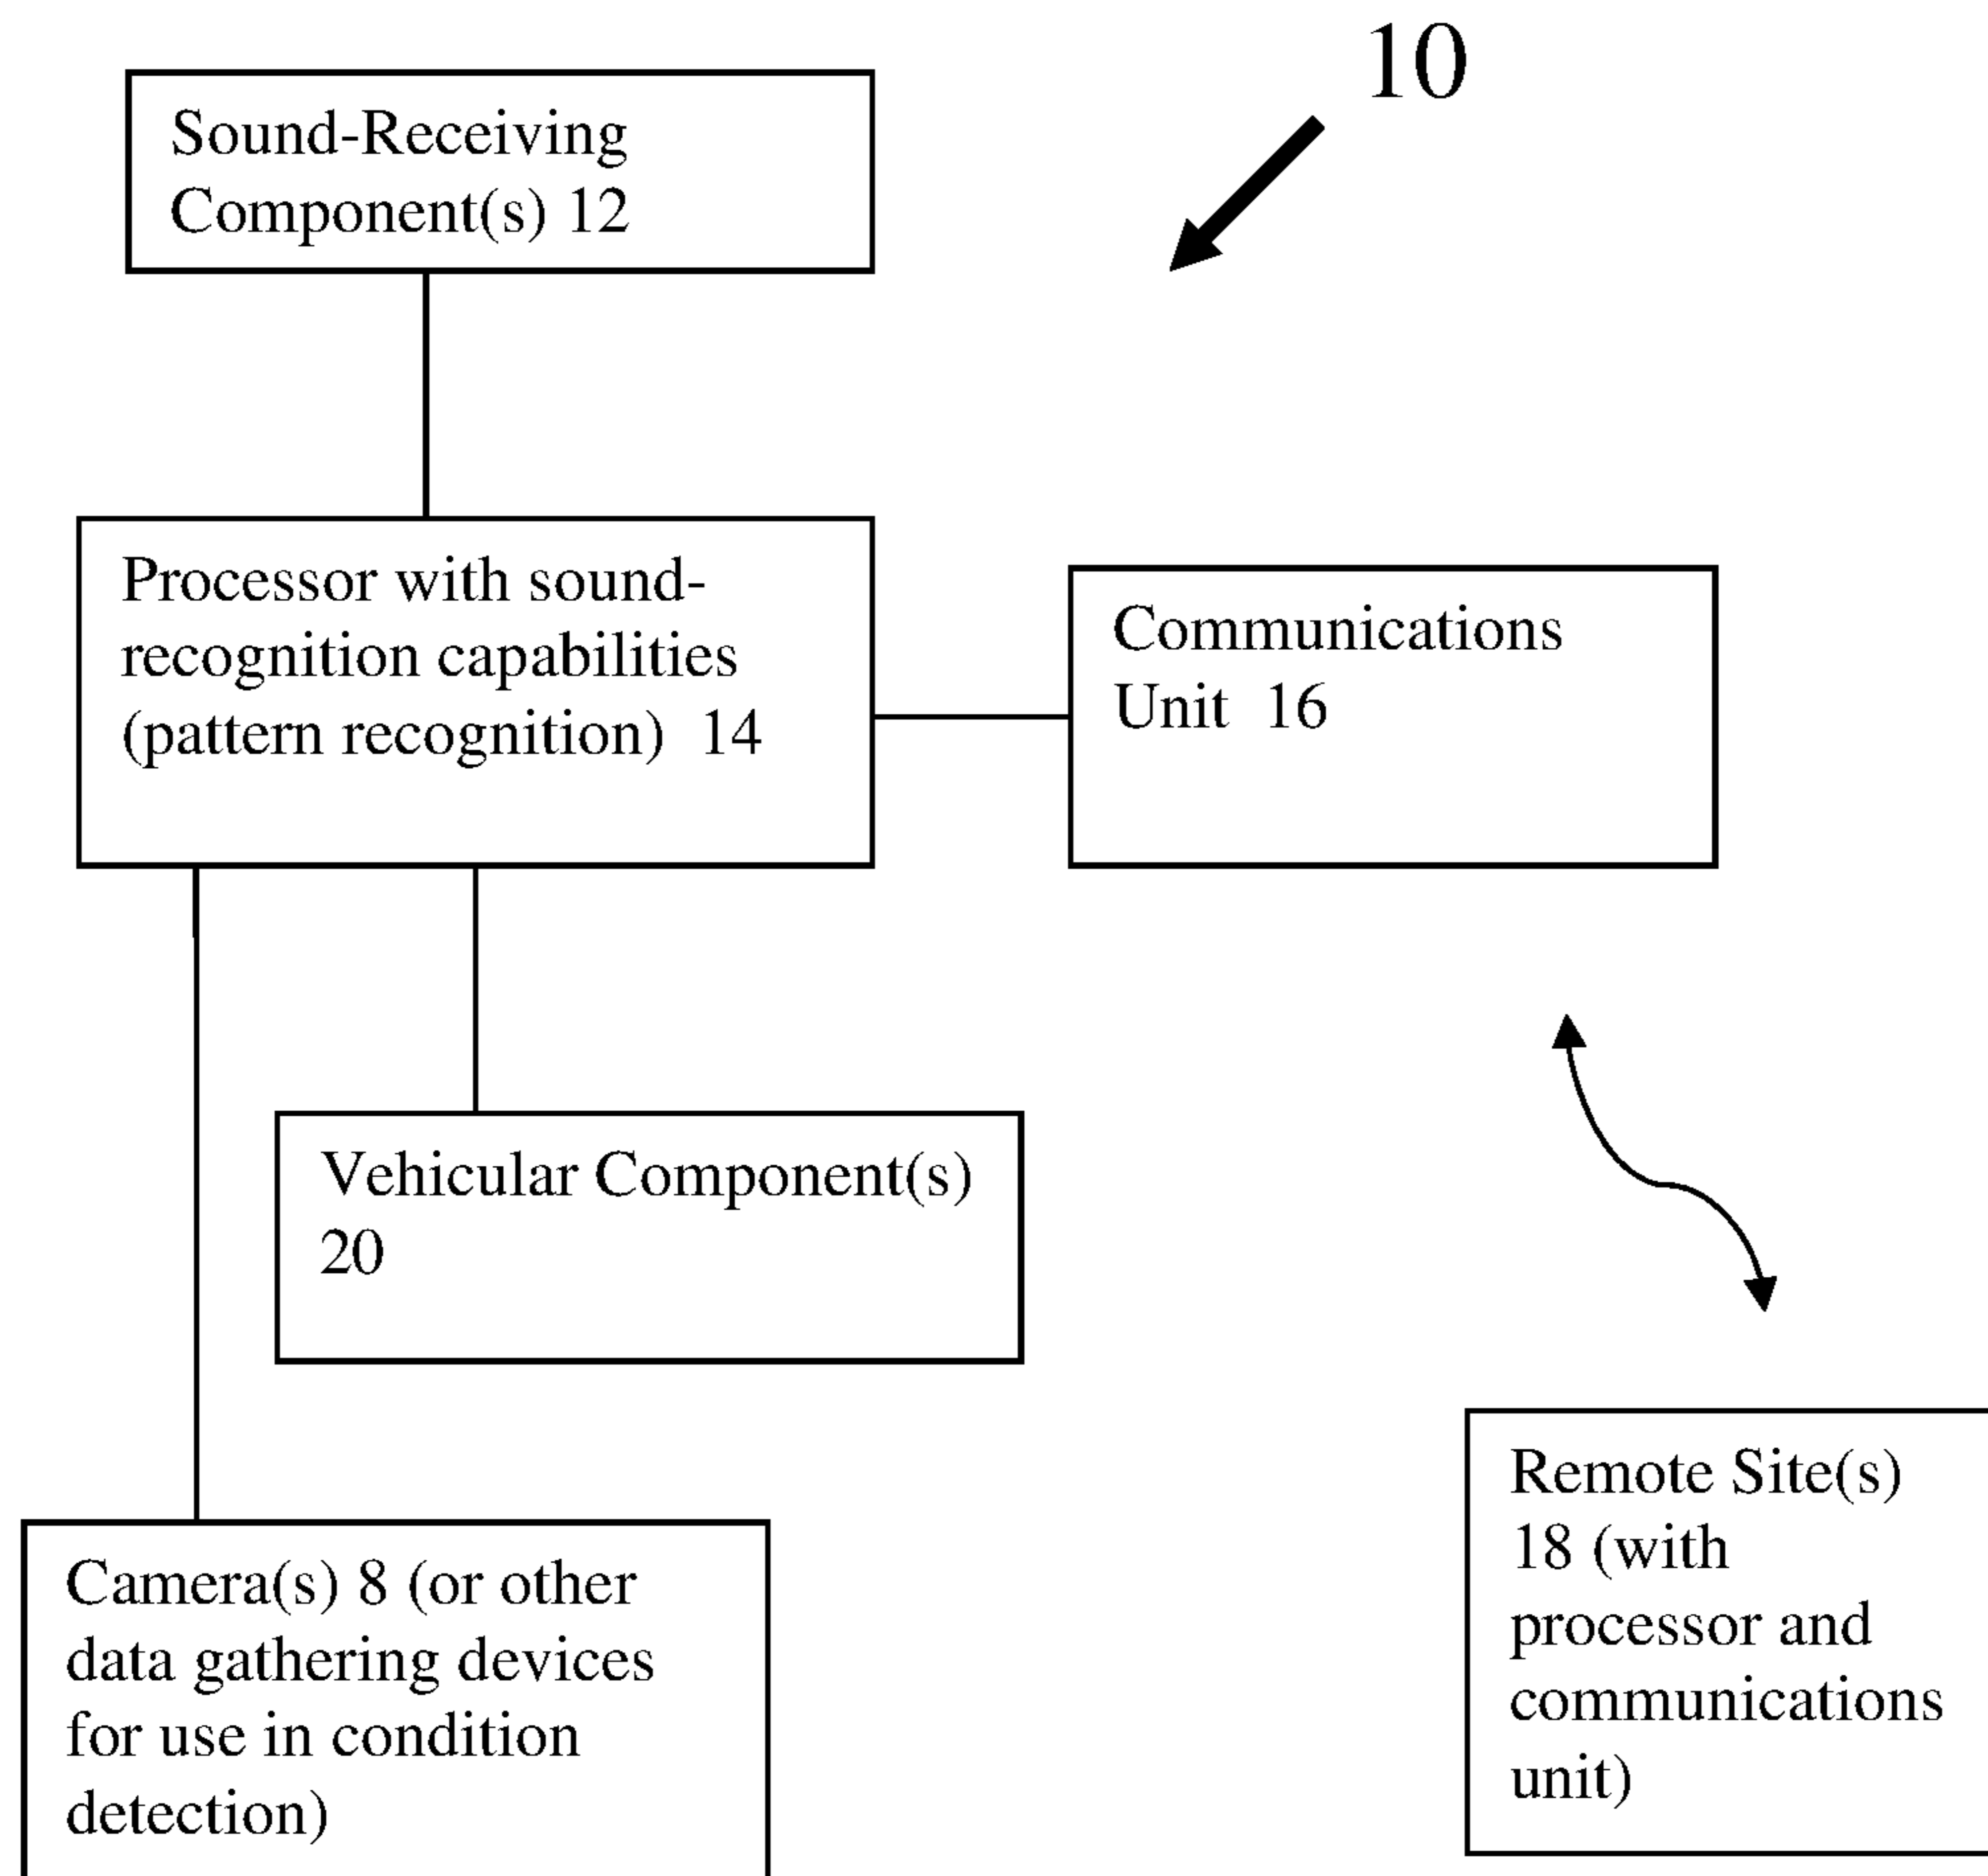 10
Sound-Receiving
Component(s) 12
Processor with sound-
recognition capabilities
(pattern recognition) 14
Communications
Unit 16
Vehicular Component(s)
20
Remote Site(s)
18 (with
processor and
communications
unit)
Camera(s) 8 (or other
data gathering devices
for use in condition
detection)